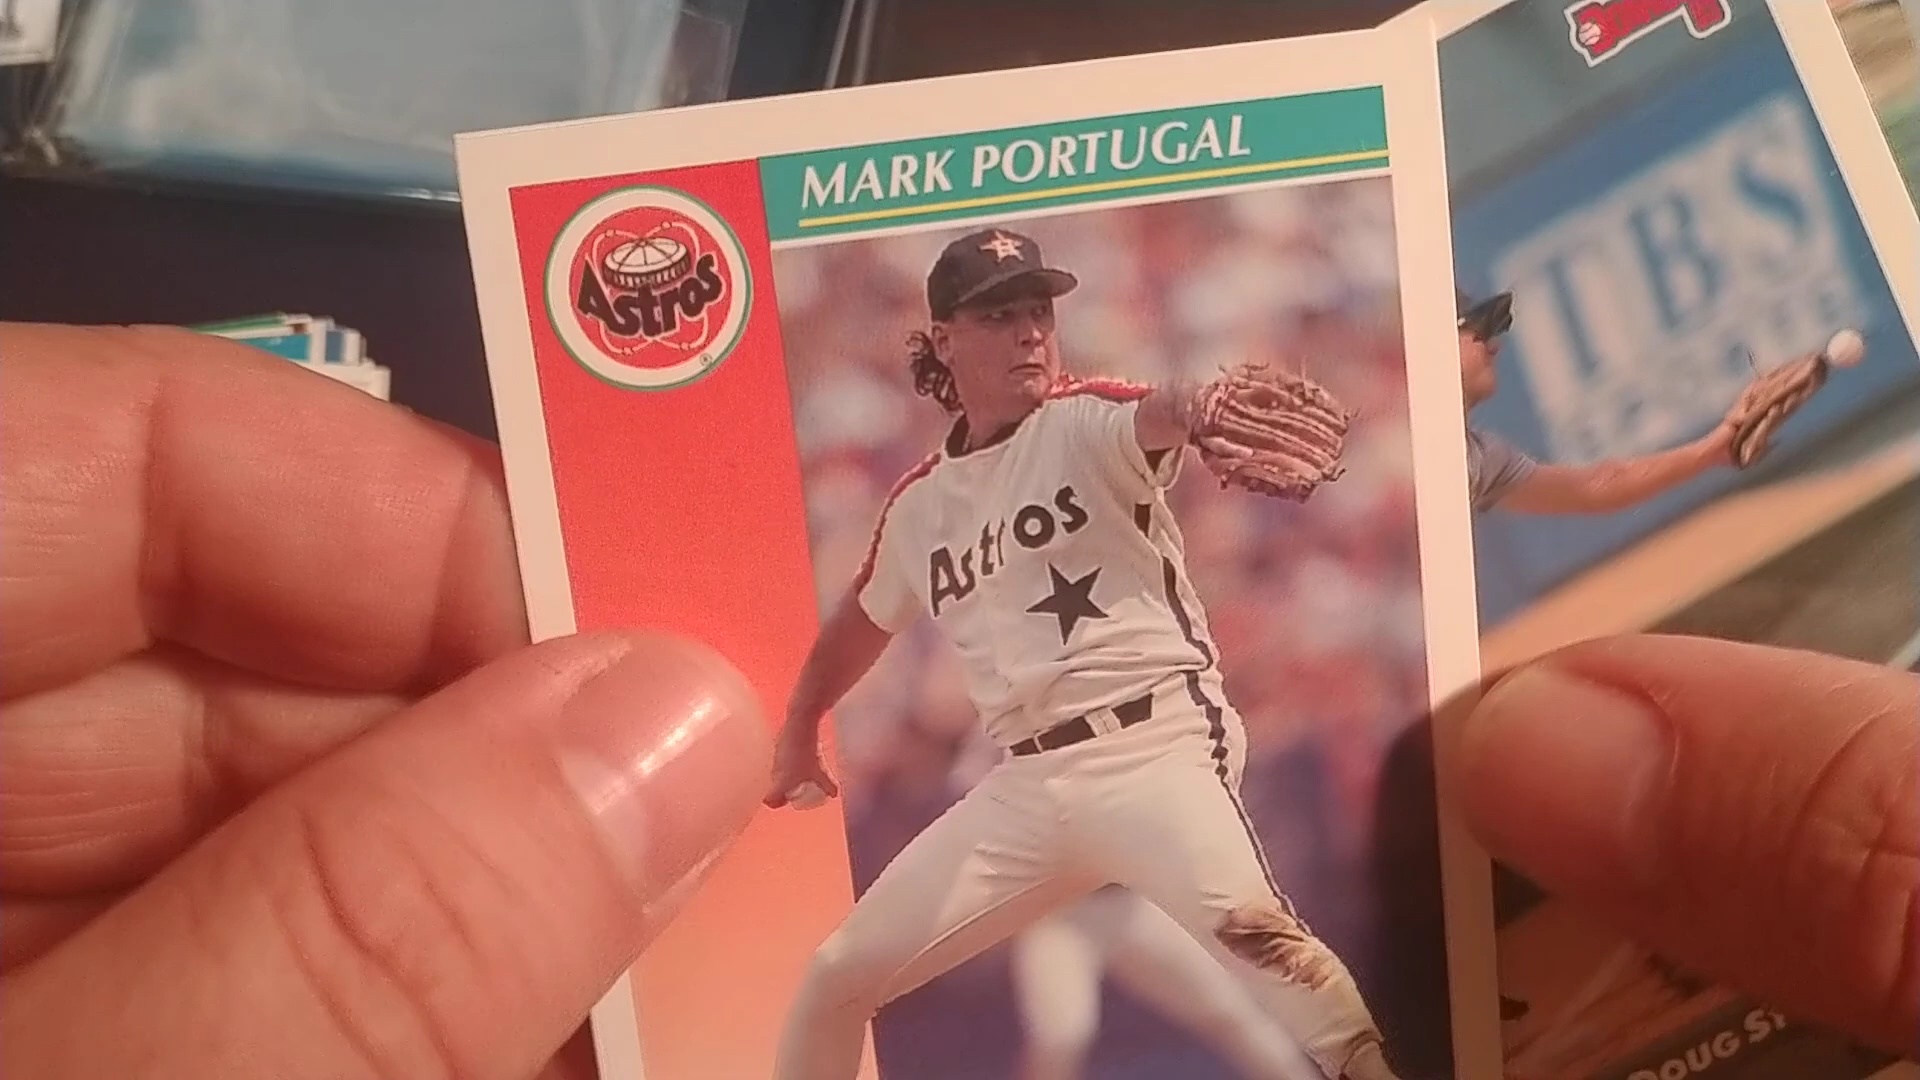 MARK PORTUGAL
Astros
®
Astros
TBS
DOUG